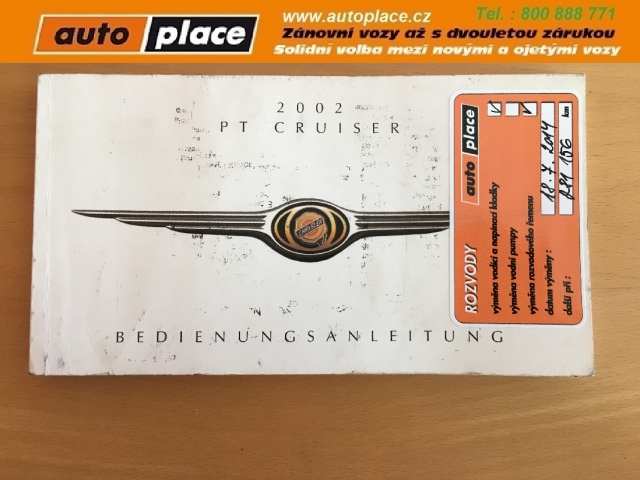 auto place
www.autoplace.cz
Tel. : 800 888 771
Zánovní vozy až s dvouletou zárukou
Solidní volba mezi novými a ojetými vozy
2002
PT CRUISER
CHRYSLER
BEDIENUNGSANLEITUNG
ROZVODY
auto place
výměna vodící a napínací kladky
výměna vodní pumpy
výměna rozvodového řemenu
datum výměny : 18. 7. 2014
další při : km